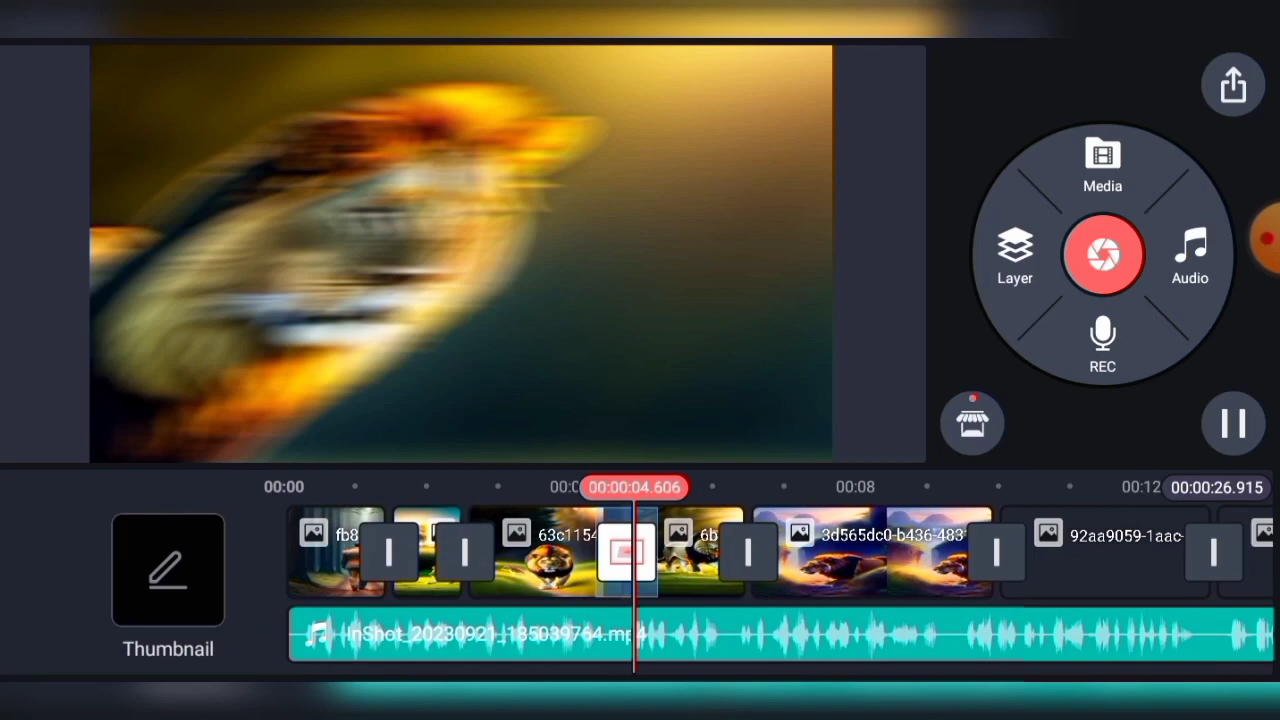 Media
Layer
Audio
REC
00:00
00:0
00:00:04.606
00:08
00:12
00:00:26.915
fb8
63c1154
6b
3d565dc0-b436-483
92aa9059-1aac-
InShot_20230921_185039764.mp4
Thumbnail